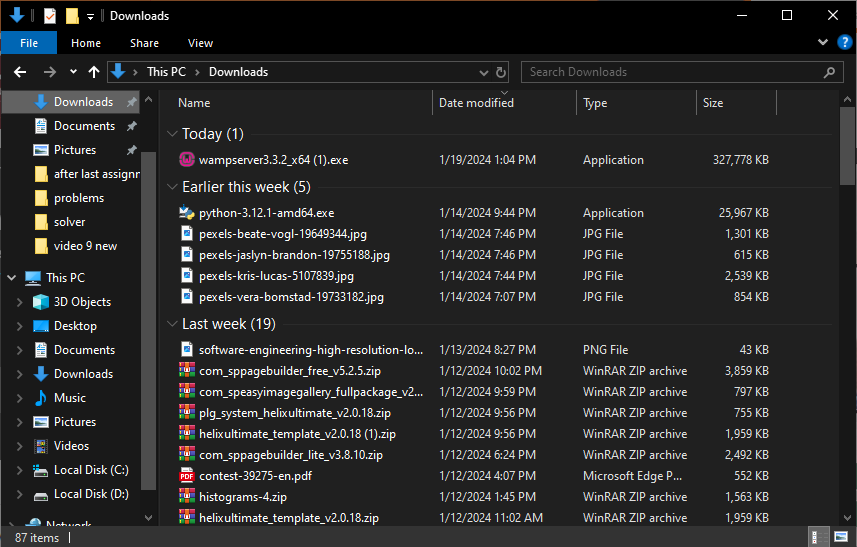 Downloads
File Home Share View
This PC Downloads Search Downloads
Name Date modified Type Size
Downloads
Documents
Pictures
after last assignn
problems
solver
video 9 new
This PC
3D Objects
Desktop
Documents
Downloads
Music
Pictures
Videos
Local Disk (C:)
Local Disk (D:)
Network
Today (1)
wampserver3.3.2_x64 (1).exe 1/19/2024 1:04 PM Application 327,778 KB
Earlier this week (5)
python-3.12.1-amd64.exe 1/14/2024 9:44 PM Application 25,967 KB
pexels-beate-vogl-19649344.jpg 1/14/2024 7:46 PM JPG File 1,301 KB
pexels-jaslyn-brandon-19755188.jpg 1/14/2024 7:46 PM JPG File 615 KB
pexels-kris-lucas-5107839.jpg 1/14/2024 7:44 PM JPG File 2,539 KB
pexels-vera-bomstad-19733182.jpg 1/14/2024 7:07 PM JPG File 854 KB
Last week (19)
software-engineering-high-resolution-lo... 1/13/2024 8:27 PM PNG File 43 KB
com_sppagebuilder_free_v5.2.5.zip 1/12/2024 10:02 PM WinRAR ZIP archive 3,859 KB
com_speasyimagegallery_fullpackage_v2... 1/12/2024 9:59 PM WinRAR ZIP archive 797 KB
plg_system_helixultimate_v2.0.18.zip 1/12/2024 9:56 PM WinRAR ZIP archive 755 KB
helixultimate_template_v2.0.18 (1).zip 1/12/2024 9:56 PM WinRAR ZIP archive 1,959 KB
com_sppagebuilder_lite_v3.8.10.zip 1/12/2024 6:24 PM WinRAR ZIP archive 2,492 KB
contest-39275-en.pdf 1/12/2024 4:07 PM Microsoft Edge P... 552 KB
histograms-4.zip 1/12/2024 1:45 PM WinRAR ZIP archive 1,563 KB
helixultimate_template_v2.0.18.zip 1/12/2024 11:02 AM WinRAR ZIP archive 1,959 KB
87 items